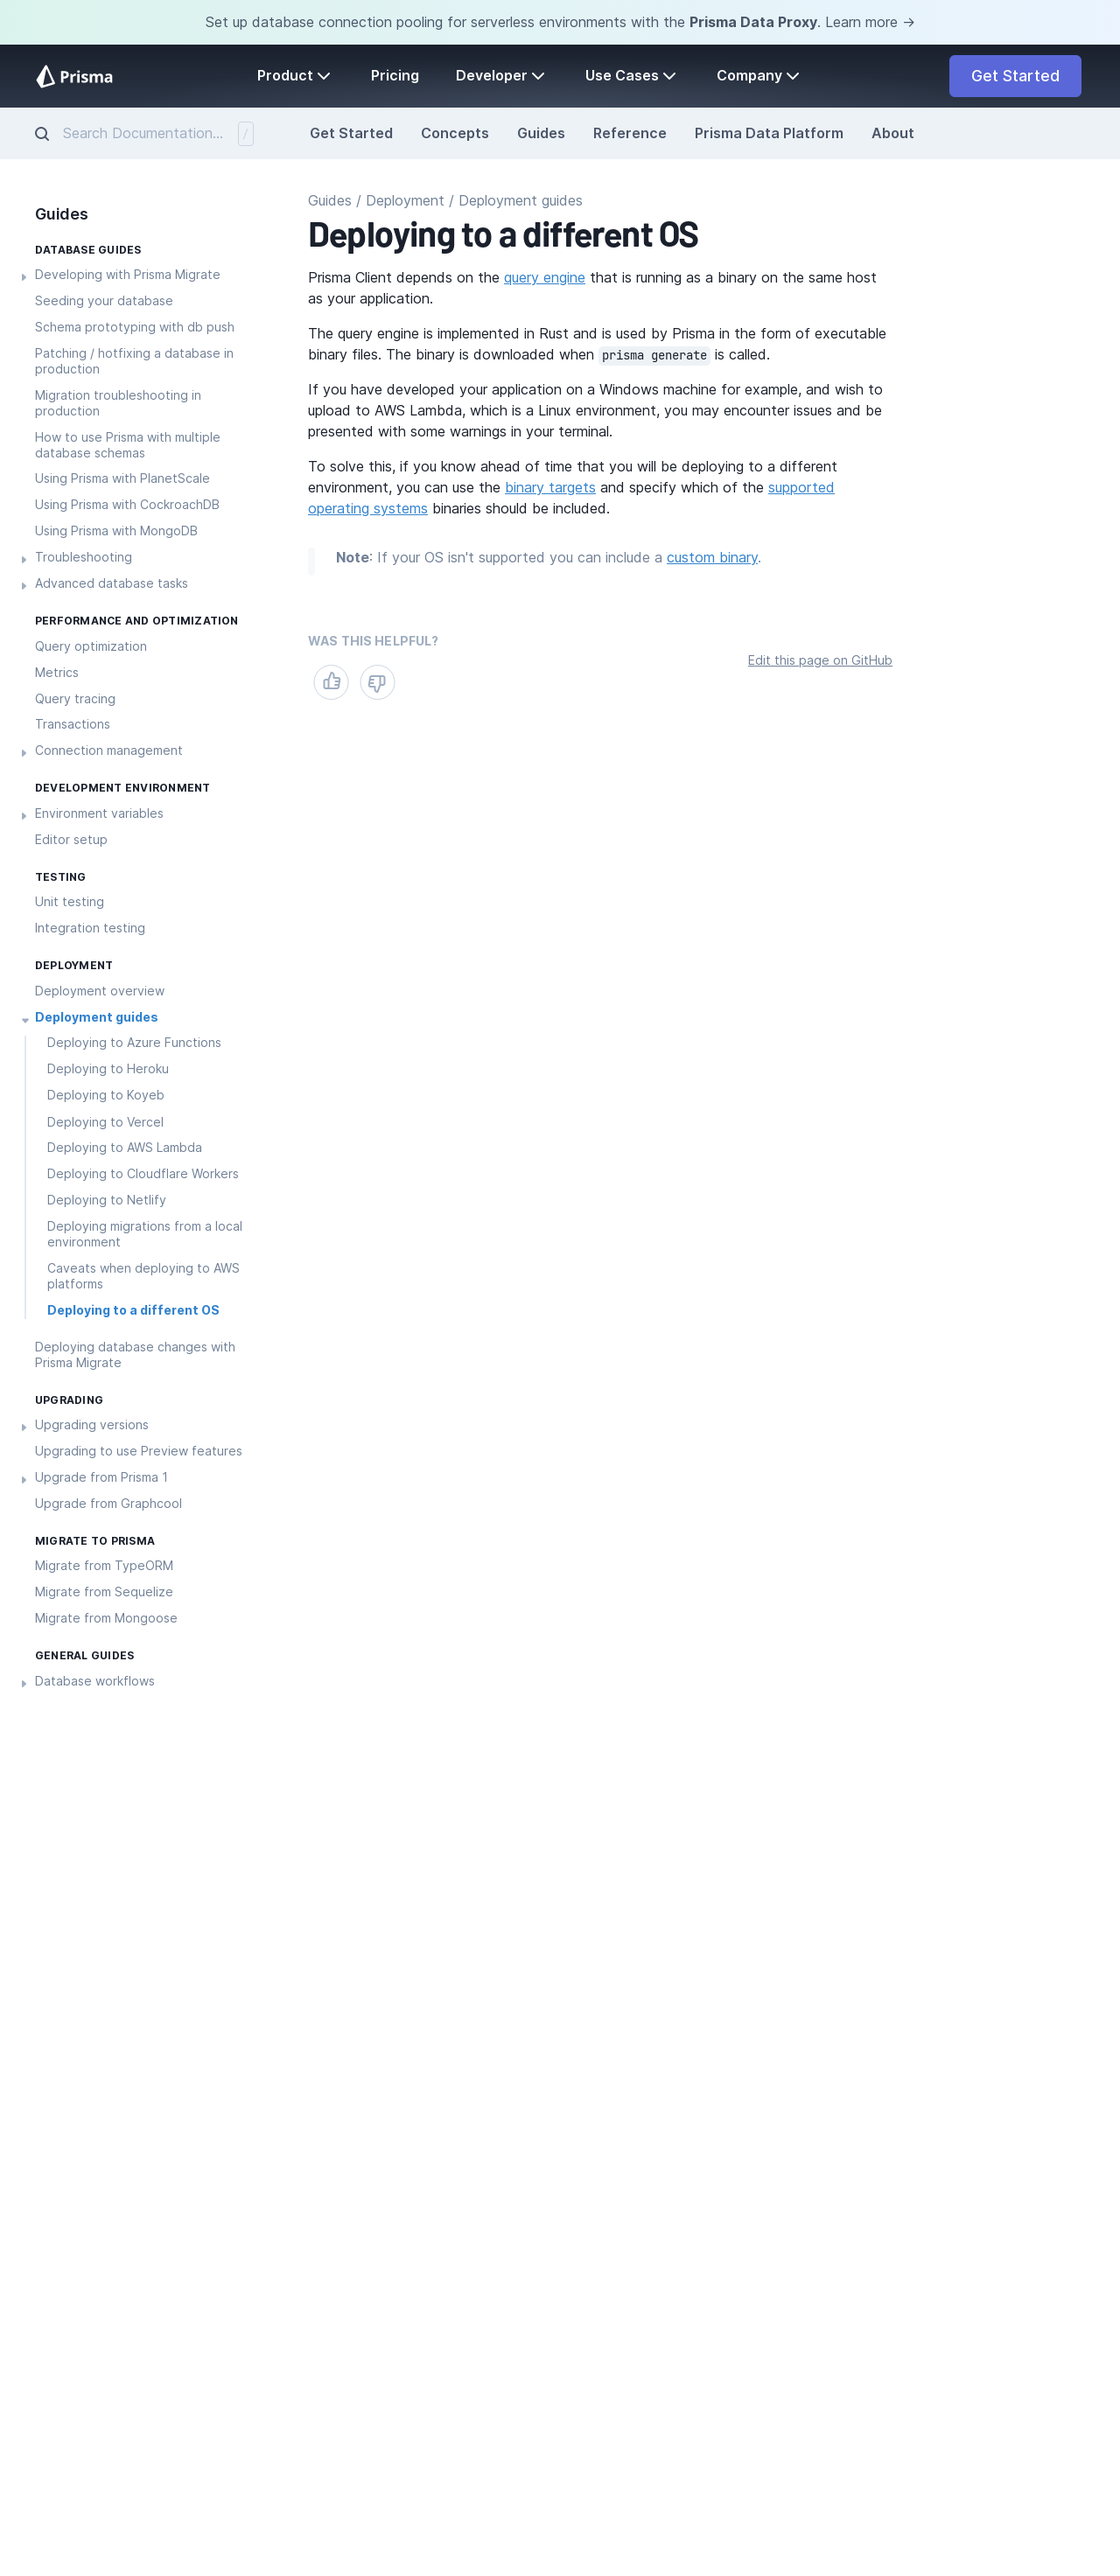 Set up database connection pooling for serverless environments with the Prisma Data Proxy. Learn more →
Prisma
Product
Pricing
Developer
Use Cases
Company
Get Started
Search Documentation... /
Get Started
Concepts
Guides
Reference
Prisma Data Platform
About
Guides
DATABASE GUIDES
Developing with Prisma Migrate
Seeding your database
Schema prototyping with db push
Patching / hotfixing a database in
production
Migration troubleshooting in
production
How to use Prisma with multiple
database schemas
Using Prisma with PlanetScale
Using Prisma with CockroachDB
Using Prisma with MongoDB
Troubleshooting
Advanced database tasks
PERFORMANCE AND OPTIMIZATION
Query optimization
Metrics
Query tracing
Transactions
Connection management
DEVELOPMENT ENVIRONMENT
Environment variables
Editor setup
TESTING
Unit testing
Integration testing
DEPLOYMENT
Deployment overview
Deployment guides
Deploying to Azure Functions
Deploying to Heroku
Deploying to Koyeb
Deploying to Vercel
Deploying to AWS Lambda
Deploying to Cloudflare Workers
Deploying to Netlify
Deploying migrations from a local
environment
Caveats when deploying to AWS
platforms
Deploying to a different OS
Deploying database changes with
Prisma Migrate
UPGRADING
Upgrading versions
Upgrading to use Preview features
Upgrade from Prisma 1
Upgrade from Graphcool
MIGRATE TO PRISMA
Migrate from TypeORM
Migrate from Sequelize
Migrate from Mongoose
GENERAL GUIDES
Database workflows
Guides / Deployment / Deployment guides
Deploying to a different OS
Prisma Client depends on the query engine that is running as a binary on the same host
as your application.
The query engine is implemented in Rust and is used by Prisma in the form of executable
binary files. The binary is downloaded when prisma generate is called.
If you have developed your application on a Windows machine for example, and wish to
upload to AWS Lambda, which is a Linux environment, you may encounter issues and be
presented with some warnings in your terminal.
To solve this, if you know ahead of time that you will be deploying to a different
environment, you can use the binary targets and specify which of the supported
operating systems binaries should be included.
Note: If your OS isn't supported you can include a custom binary.
WAS THIS HELPFUL?
Edit this page on GitHub